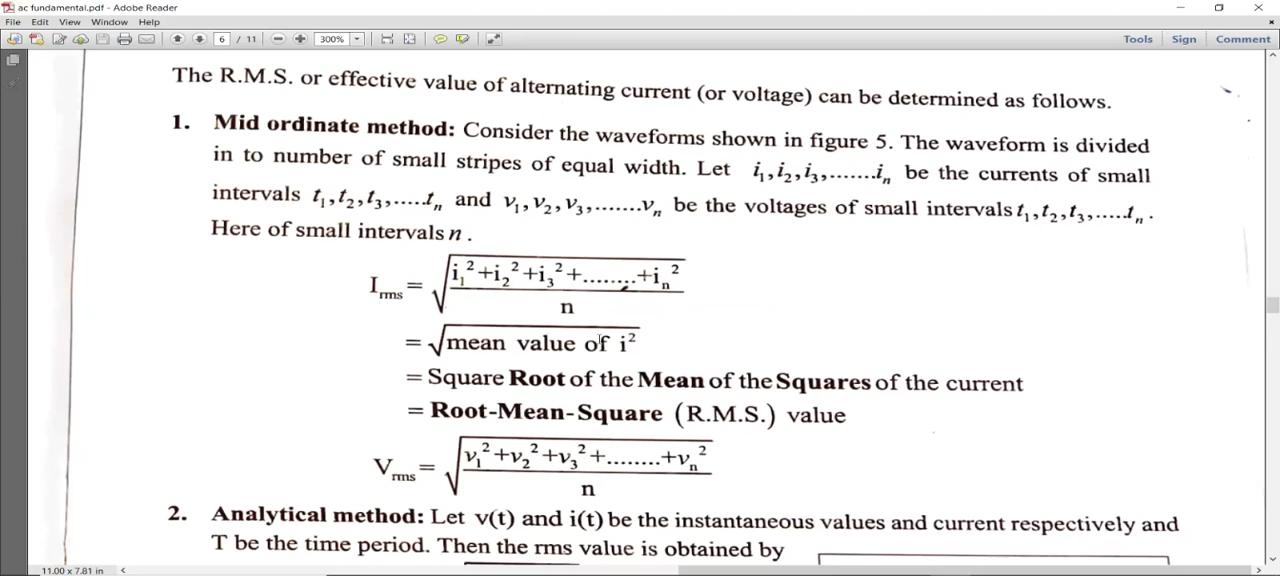 ac fundamental.pdf - Adobe Reader
File Edit View Window Help
6 / 11 300% Tools Sign Comment
The R.M.S. or effective value of alternating current (or voltage) can be determined as follows.
1. Mid ordinate method: Consider the waveforms shown in figure 5. The waveform is divided
in to number of small stripes of equal width. Let i₁,i₂,i₃,.......iₙ be the currents of small
intervals t₁,t₂,t₃,.....tₙ and v₁,v₂,v₃,.......vₙ be the voltages of small intervals t₁,t₂,t₃,.....tₙ.
Here of small intervals n.
Iᵣₘₛ = √((i₁²+i₂²+i₃²+........+iₙ²)/n)
= √(mean value of i²)
= Square Root of the Mean of the Squares of the current
= Root-Mean-Square (R.M.S.) value
Vᵣₘₛ = √((v₁²+v₂²+v₃²+........+vₙ²)/n)
2. Analytical method: Let v(t) and i(t) be the instantaneous values and current respectively and
T be the time period. Then the rms value is obtained by
11.00 x 7.81 in